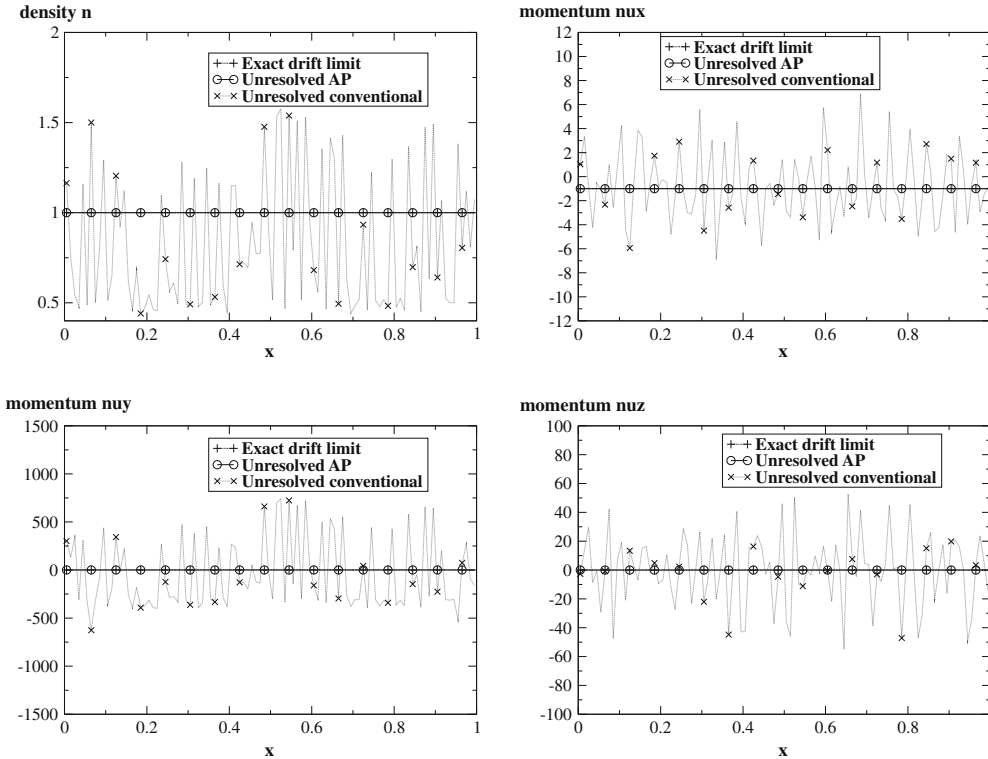 density n
2
1.5
1
0.5
Exact drift limit
Unresolved AP
Unresolved conventional
0 0.2 0.4 0.6 0.8 1
x
momentum nux
12
10
8
6
4
2
0
-2
-4
-6
-8
-10
-12
Exact drift limit
Unresolved AP
Unresolved conventional
0 0.2 0.4 0.6 0.8
x
momentum nuy
1500
1000
500
0
-500
-1000
-1500
Exact drift limit
Unresolved AP
Unresolved conventional
0 0.2 0.4 0.6 0.8 1
x
momentum nuz
100
80
60
40
20
0
-20
-40
-60
-80
-100
Exact drift limit
Unresolved AP
Unresolved conventional
0 0.2 0.4 0.6 0.8
x